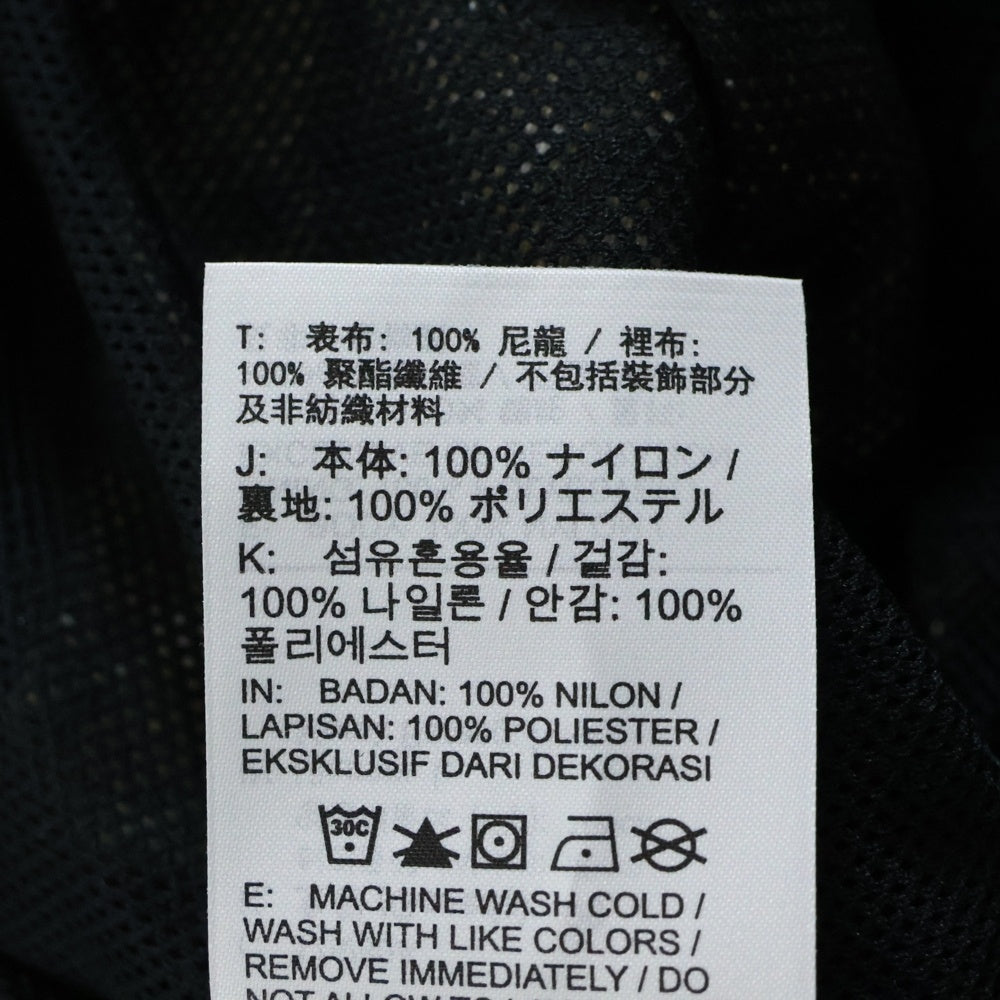 T: 表布: 100% 尼龍 / 裡布:
100% 聚酯纖維 / 不包括裝飾部分
及非紡織材料
J: 本体: 100% ナイロン /
裏地: 100% ポリエステル
K: 섬유혼용율 / 겉감:
100% 나일론 / 안감: 100%
폴리에스터
IN: BADAN: 100% NILON /
LAPISAN: 100% POLIESTER /
EKSKLUSIF DARI DEKORASI
30C
E: MACHINE WASH COLD /
WASH WITH LIKE COLORS /
REMOVE IMMEDIATELY / DO
NOT ALLOW TO